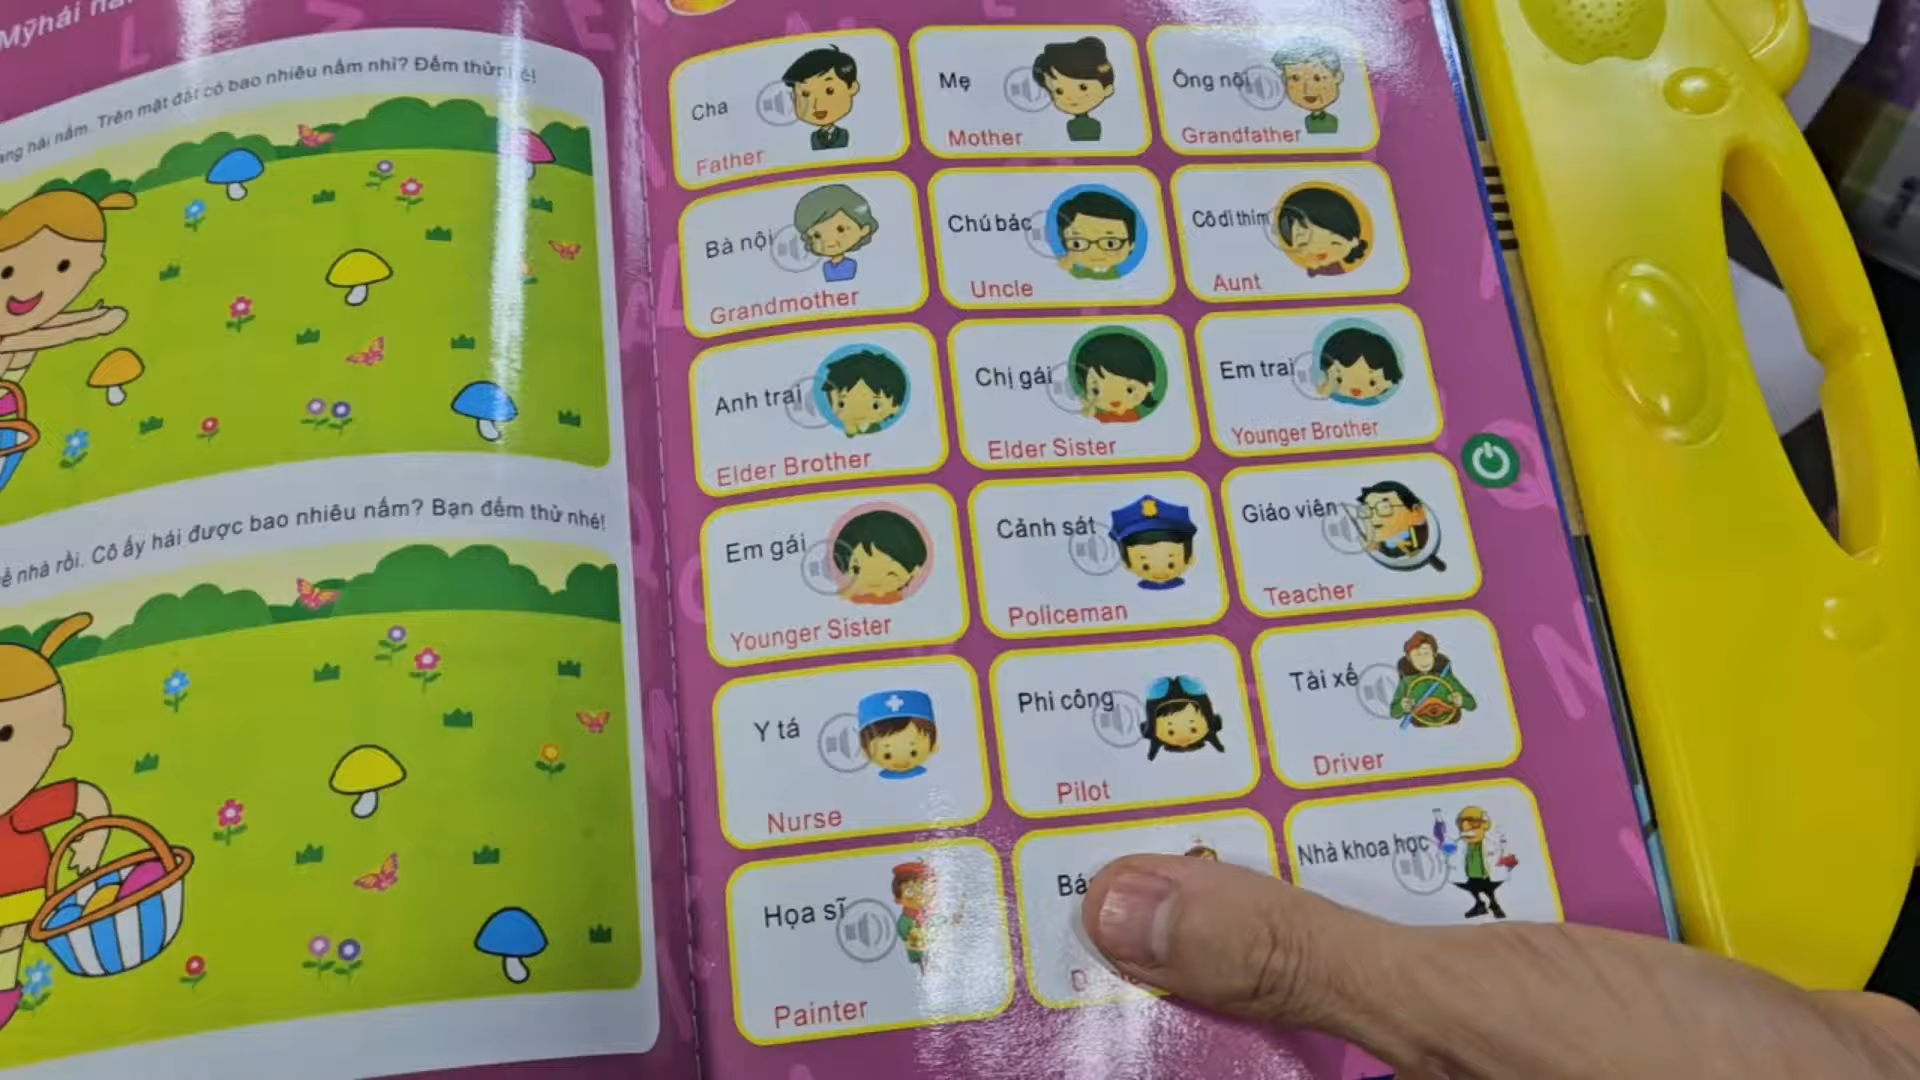 Mỹhái
hái nấm. Trên mặt đất có bao nhiêu nấm nhỉ? Đếm thử
nhà rồi. Cô ấy hái được bao nhiêu nấm? Bạn đếm thử nhé!
Cha
Father
Mẹ
Mother
Ông nội
Grandfather
Bà nội
Grandmother
Chú bác
Uncle
Cô dì thím
Aunt
Anh trai
Elder Brother
Chị gái
Elder Sister
Em trai
Younger Brother
Em gái
Younger Sister
Cảnh sát
Policeman
Giáo viên
Teacher
Y tá
Nurse
Phi công
Pilot
Tài xế
Driver
Họa sĩ
Painter
Nhà khoa học